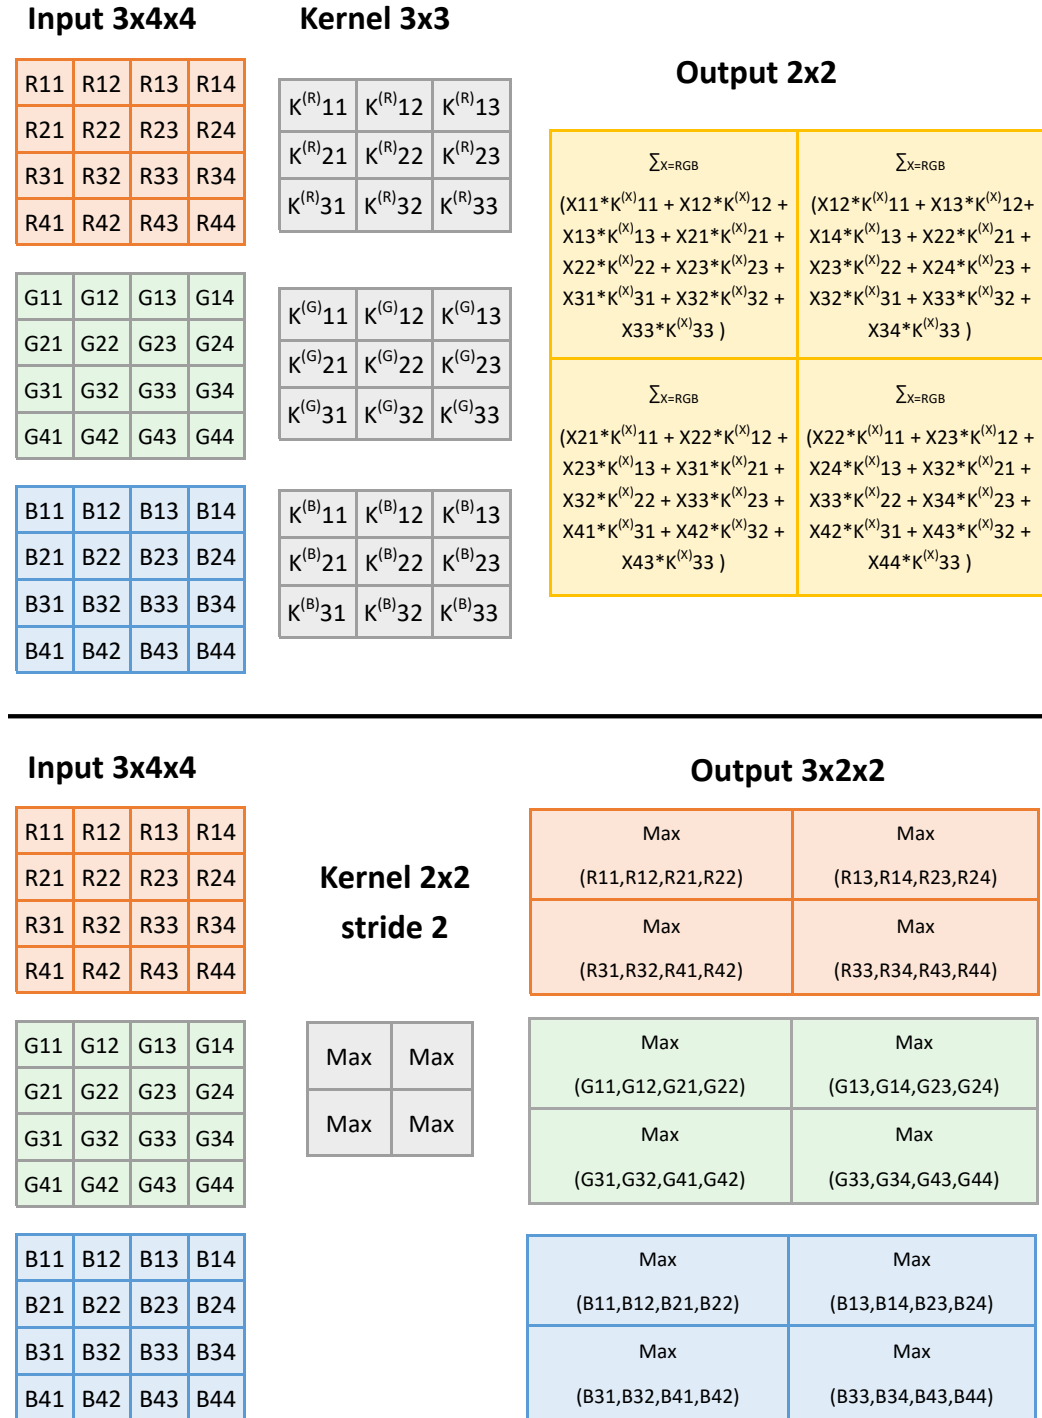 Input 3x4x4
Kernel 3x3
Output 2x2
R11 R12 R13 R14
R21 R22 R23 R24
R31 R32 R33 R34
R41 R42 R43 R44
G11 G12 G13 G14
G21 G22 G23 G24
G31 G32 G33 G34
G41 G42 G43 G44
B11 B12 B13 B14
B21 B22 B23 B24
B31 B32 B33 B34
B41 B42 B43 B44
K(R)11 K(R)12 K(R)13
K(R)21 K(R)22 K(R)23
K(R)31 K(R)32 K(R)33
K(G)11 K(G)12 K(G)13
K(G)21 K(G)22 K(G)23
K(G)31 K(G)32 K(G)33
K(B)11 K(B)12 K(B)13
K(B)21 K(B)22 K(B)23
K(B)31 K(B)32 K(B)33
∑X=RGB
(X11*K(X)11 + X12*K(X)12 +
X13*K(X)13 + X21*K(X)21 +
X22*K(X)22 + X23*K(X)23 +
X31*K(X)31 + X32*K(X)32 +
X33*K(X)33 )
∑X=RGB
(X12*K(X)11 + X13*K(X)12+
X14*K(X)13 + X22*K(X)21 +
X23*K(X)22 + X24*K(X)23 +
X32*K(X)31 + X33*K(X)32 +
X34*K(X)33 )
∑X=RGB
(X21*K(X)11 + X22*K(X)12 +
X23*K(X)13 + X31*K(X)21 +
X32*K(X)22 + X33*K(X)23 +
X41*K(X)31 + X42*K(X)32 +
X43*K(X)33 )
∑X=RGB
(X22*K(X)11 + X23*K(X)12 +
X24*K(X)13 + X32*K(X)21 +
X33*K(X)22 + X34*K(X)23 +
X42*K(X)31 + X43*K(X)32 +
X44*K(X)33 )
Input 3x4x4
Output 3x2x2
R11 R12 R13 R14
R21 R22 R23 R24
R31 R32 R33 R34
R41 R42 R43 R44
G11 G12 G13 G14
G21 G22 G23 G24
G31 G32 G33 G34
G41 G42 G43 G44
B11 B12 B13 B14
B21 B22 B23 B24
B31 B32 B33 B34
B41 B42 B43 B44
Kernel 2x2
stride 2
Max Max
Max Max
Max Max
(R11,R12,R21,R22) (R13,R14,R23,R24)
Max Max
(R31,R32,R41,R42) (R33,R34,R43,R44)
Max Max
(G11,G12,G21,G22) (G13,G14,G23,G24)
Max Max
(G31,G32,G41,G42) (G33,G34,G43,G44)
Max Max
(B11,B12,B21,B22) (B13,B14,B23,B24)
Max Max
(B31,B32,B41,B42) (B33,B34,B43,B44)